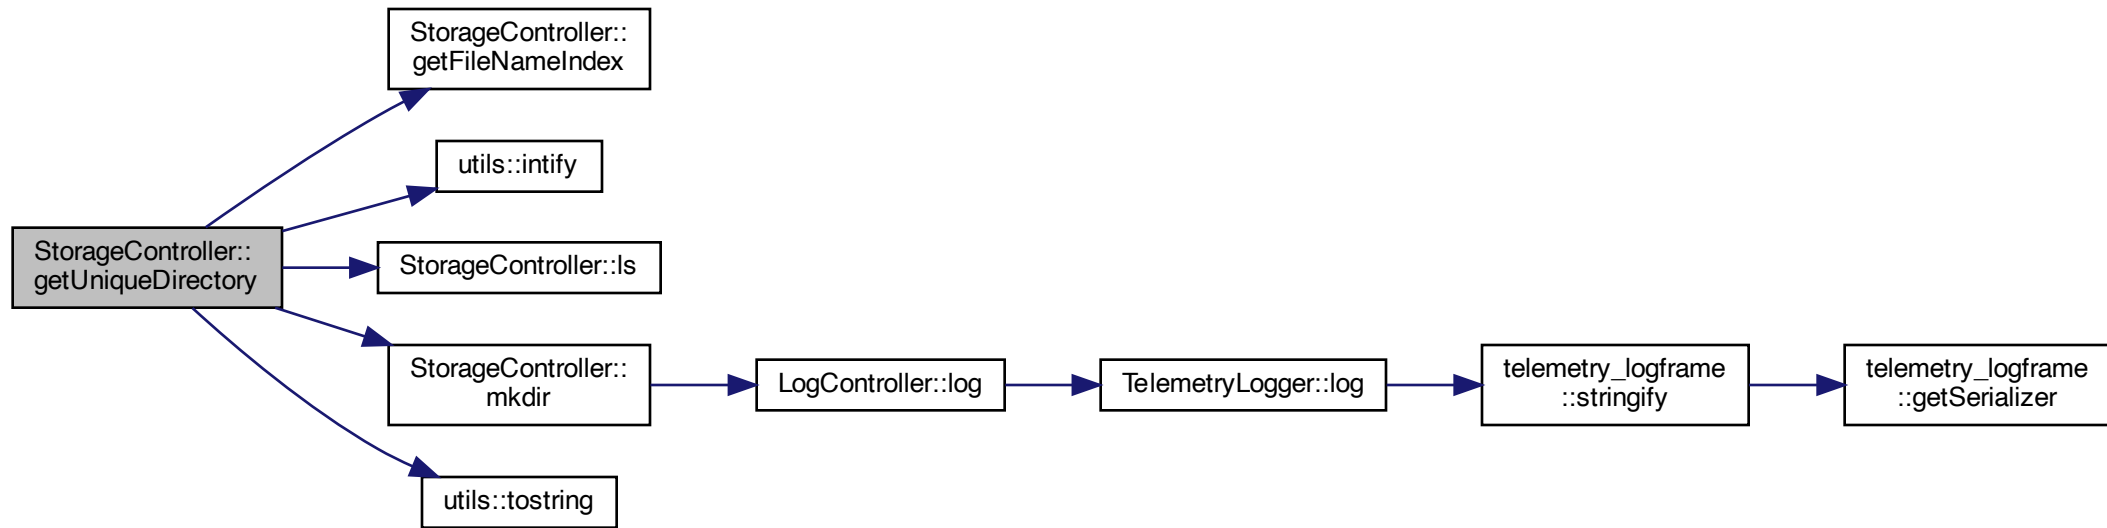 StorageController::
getFileNameIndex
utils::intify
StorageController::
getUniqueDirectory
StorageController::ls
StorageController::
mkdir
LogController::log
TelemetryLogger::log
telemetry_logframe
::stringify
telemetry_logframe
::getSerializer
utils::tostring